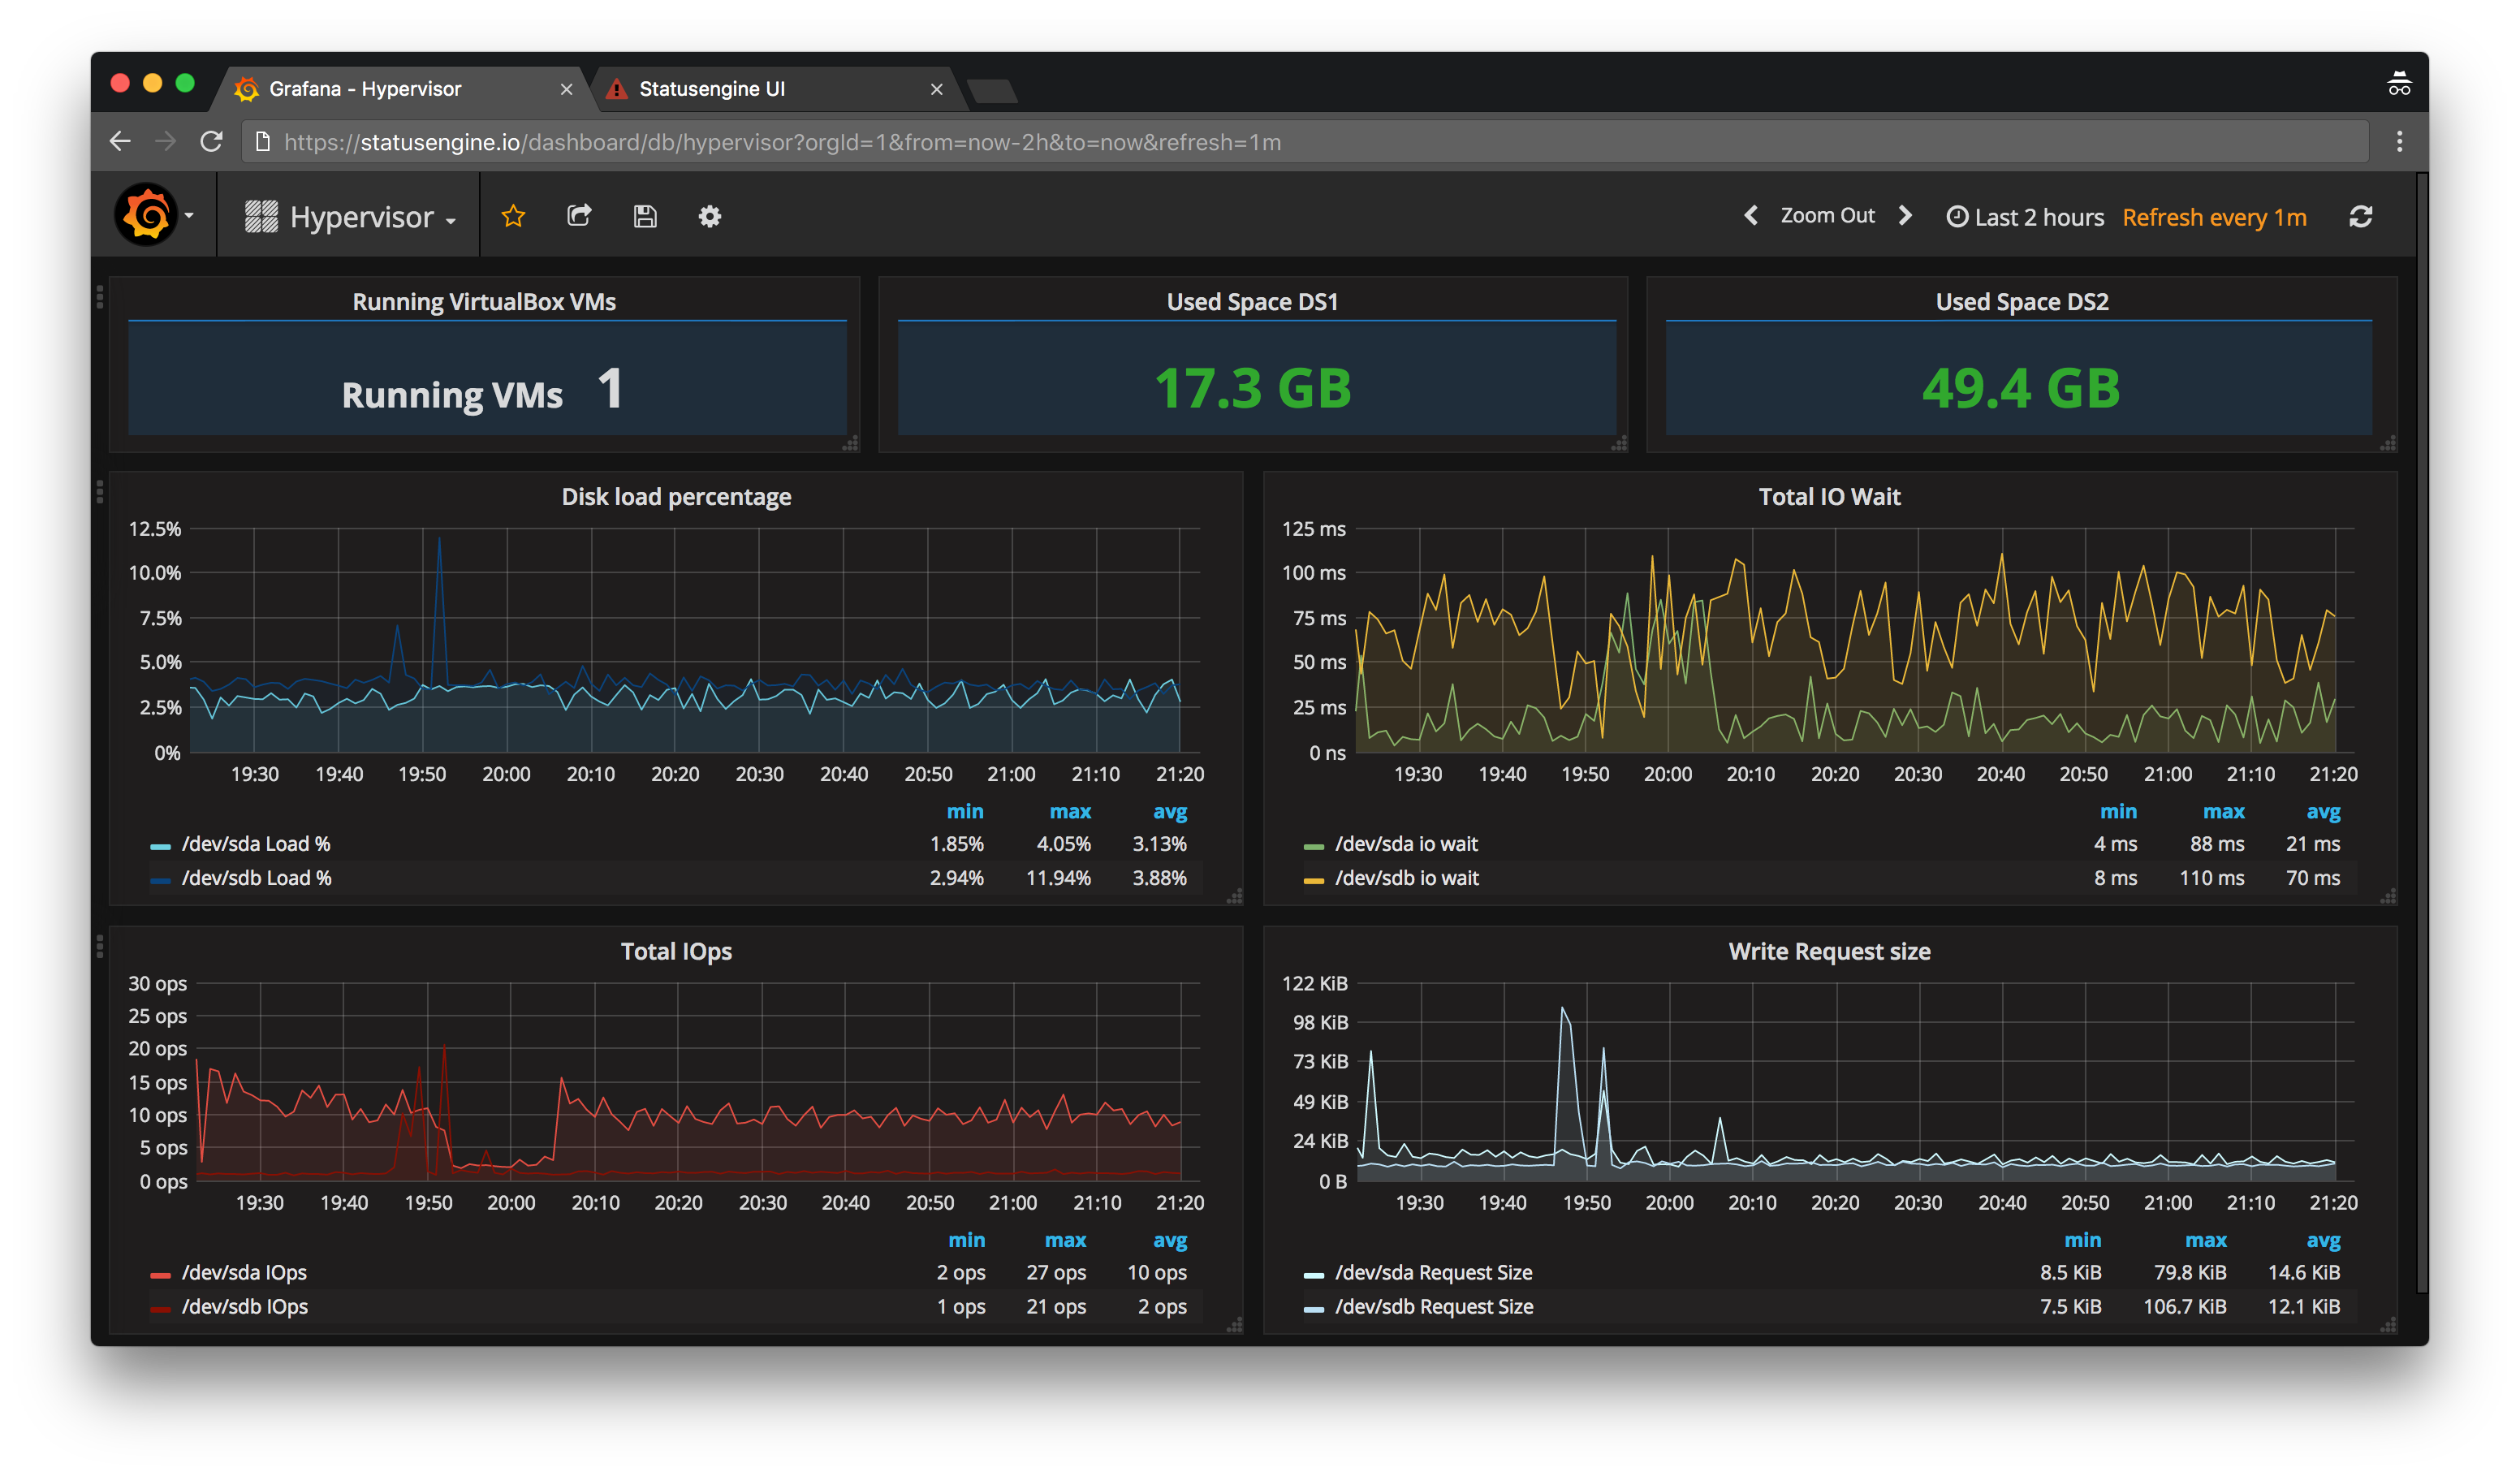 Grafana - Hypervisor
Statusengine UI
https://statusengine.io/dashboard/db/hypervisor?orgId=1&from=now-2h&to=now&refresh=1m
Hypervisor
Zoom Out
Last 2 hours Refresh every 1m
Running VirtualBox VMs
Running VMs 1
Used Space DS1
17.3 GB
Used Space DS2
49.4 GB
Disk load percentage
12.5%
10.0%
7.5%
5.0%
2.5%
0%
19:30 19:40 19:50 20:00 20:10 20:20 20:30 20:40 20:50 21:00 21:10 21:20
min max avg
/dev/sda Load % 1.85% 4.05% 3.13%
/dev/sdb Load % 2.94% 11.94% 3.88%
Total IO Wait
125 ms
100 ms
75 ms
50 ms
25 ms
0 ns
19:30 19:40 19:50 20:00 20:10 20:20 20:30 20:40 20:50 21:00 21:10 21:20
min max avg
/dev/sda io wait 4 ms 88 ms 21 ms
/dev/sdb io wait 8 ms 110 ms 70 ms
Total IOps
30 ops
25 ops
20 ops
15 ops
10 ops
5 ops
0 ops
19:30 19:40 19:50 20:00 20:10 20:20 20:30 20:40 20:50 21:00 21:10 21:20
min max avg
/dev/sda IOps 2 ops 27 ops 10 ops
/dev/sdb IOps 1 ops 21 ops 2 ops
Write Request size
122 KiB
98 KiB
73 KiB
49 KiB
24 KiB
0 B
19:30 19:40 19:50 20:00 20:10 20:20 20:30 20:40 20:50 21:00 21:10 21:20
min max avg
/dev/sda Request Size 8.5 KiB 79.8 KiB 14.6 KiB
/dev/sdb Request Size 7.5 KiB 106.7 KiB 12.1 KiB